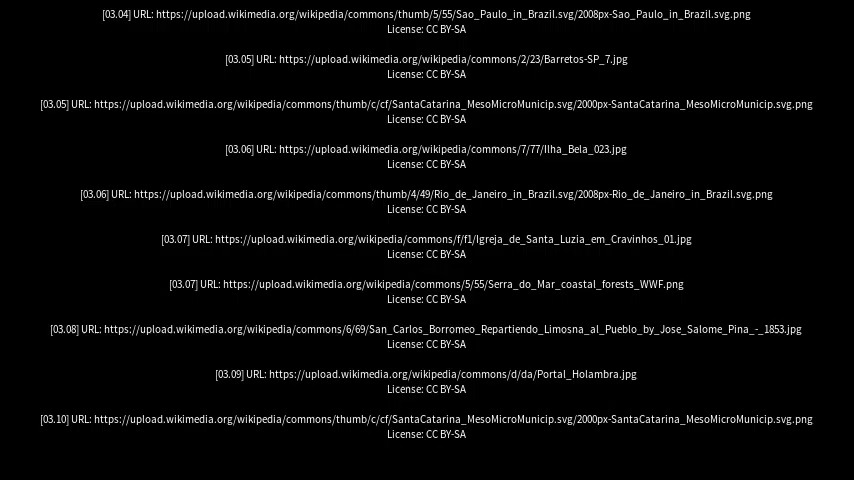 [03.04] URL: https://upload.wikimedia.org/wikipedia/commons/thumb/5/55/Sao_Paulo_in_Brazil.svg/2008px-Sao_Paulo_in_Brazil.svg.png
License: CC BY-SA
[03.05] URL: https://upload.wikimedia.org/wikipedia/commons/2/23/Barretos-SP_7.jpg
License: CC BY-SA
[03.05] URL: https://upload.wikimedia.org/wikipedia/commons/thumb/c/cf/SantaCatarina_MesoMicroMunicip.svg/2000px-SantaCatarina_MesoMicroMunicip.svg.png
License: CC BY-SA
[03.06] URL: https://upload.wikimedia.org/wikipedia/commons/7/77/Ilha_Bela_023.jpg
License: CC BY-SA
[03.06] URL: https://upload.wikimedia.org/wikipedia/commons/thumb/4/49/Rio_de_Janeiro_in_Brazil.svg/2008px-Rio_de_Janeiro_in_Brazil.svg.png
License: CC BY-SA
[03.07] URL: https://upload.wikimedia.org/wikipedia/commons/f/f1/Igreja_de_Santa_Luzia_em_Cravinhos_01.jpg
License: CC BY-SA
[03.07] URL: https://upload.wikimedia.org/wikipedia/commons/5/55/Serra_do_Mar_coastal_forests_WWF.png
License: CC BY-SA
[03.08] URL: https://upload.wikimedia.org/wikipedia/commons/6/69/San_Carlos_Borromeo_Repartiendo_Limosna_al_Pueblo_by_Jose_Salome_Pina_-_1853.jpg
License: CC BY-SA
[03.09] URL: https://upload.wikimedia.org/wikipedia/commons/d/da/Portal_Holambra.jpg
License: CC BY-SA
[03.10] URL: https://upload.wikimedia.org/wikipedia/commons/thumb/c/cf/SantaCatarina_MesoMicroMunicip.svg/2000px-SantaCatarina_MesoMicroMunicip.svg.png
License: CC BY-SA